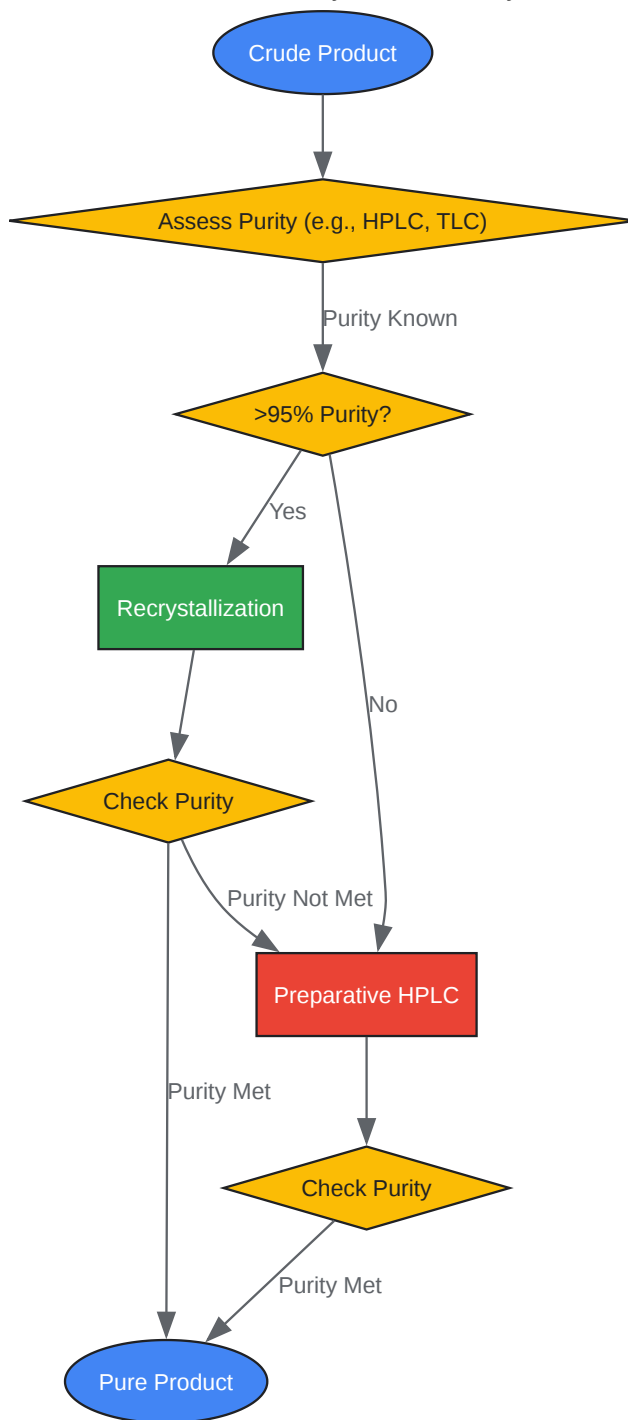 Crude Product
Assess Purity (e.g., HPLC, TLC)
Purity Known
>95% Purity?
Yes
Recrystallization
No
Check Purity
Purity Not Met
Preparative HPLC
Purity Met
Check Purity
Purity Met
Pure Product